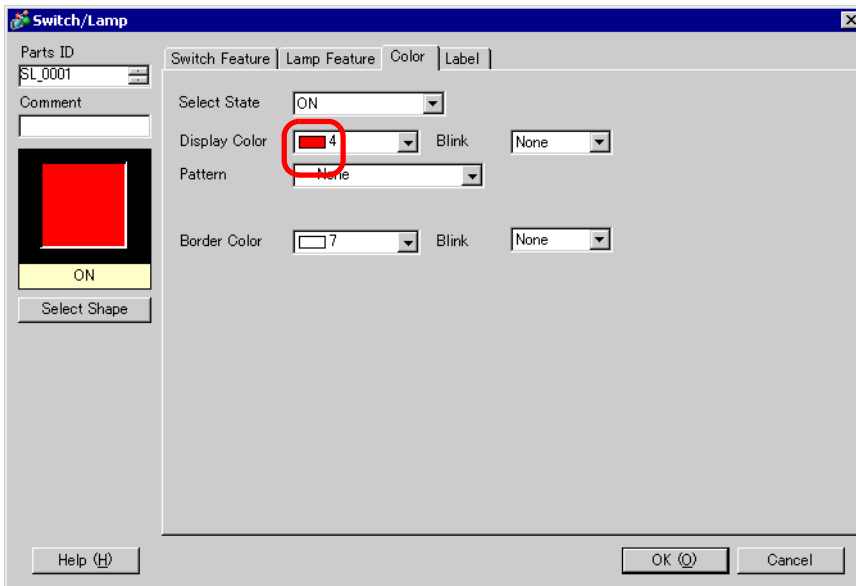 Switch/Lamp
Parts ID
SL_0001
Comment
ON
Select Shape
Switch Feature Lamp Feature Color Label
Select State ON
Display Color 4 Blink None
Pattern None
Border Color 7 Blink None
Help (H) OK (O) Cancel